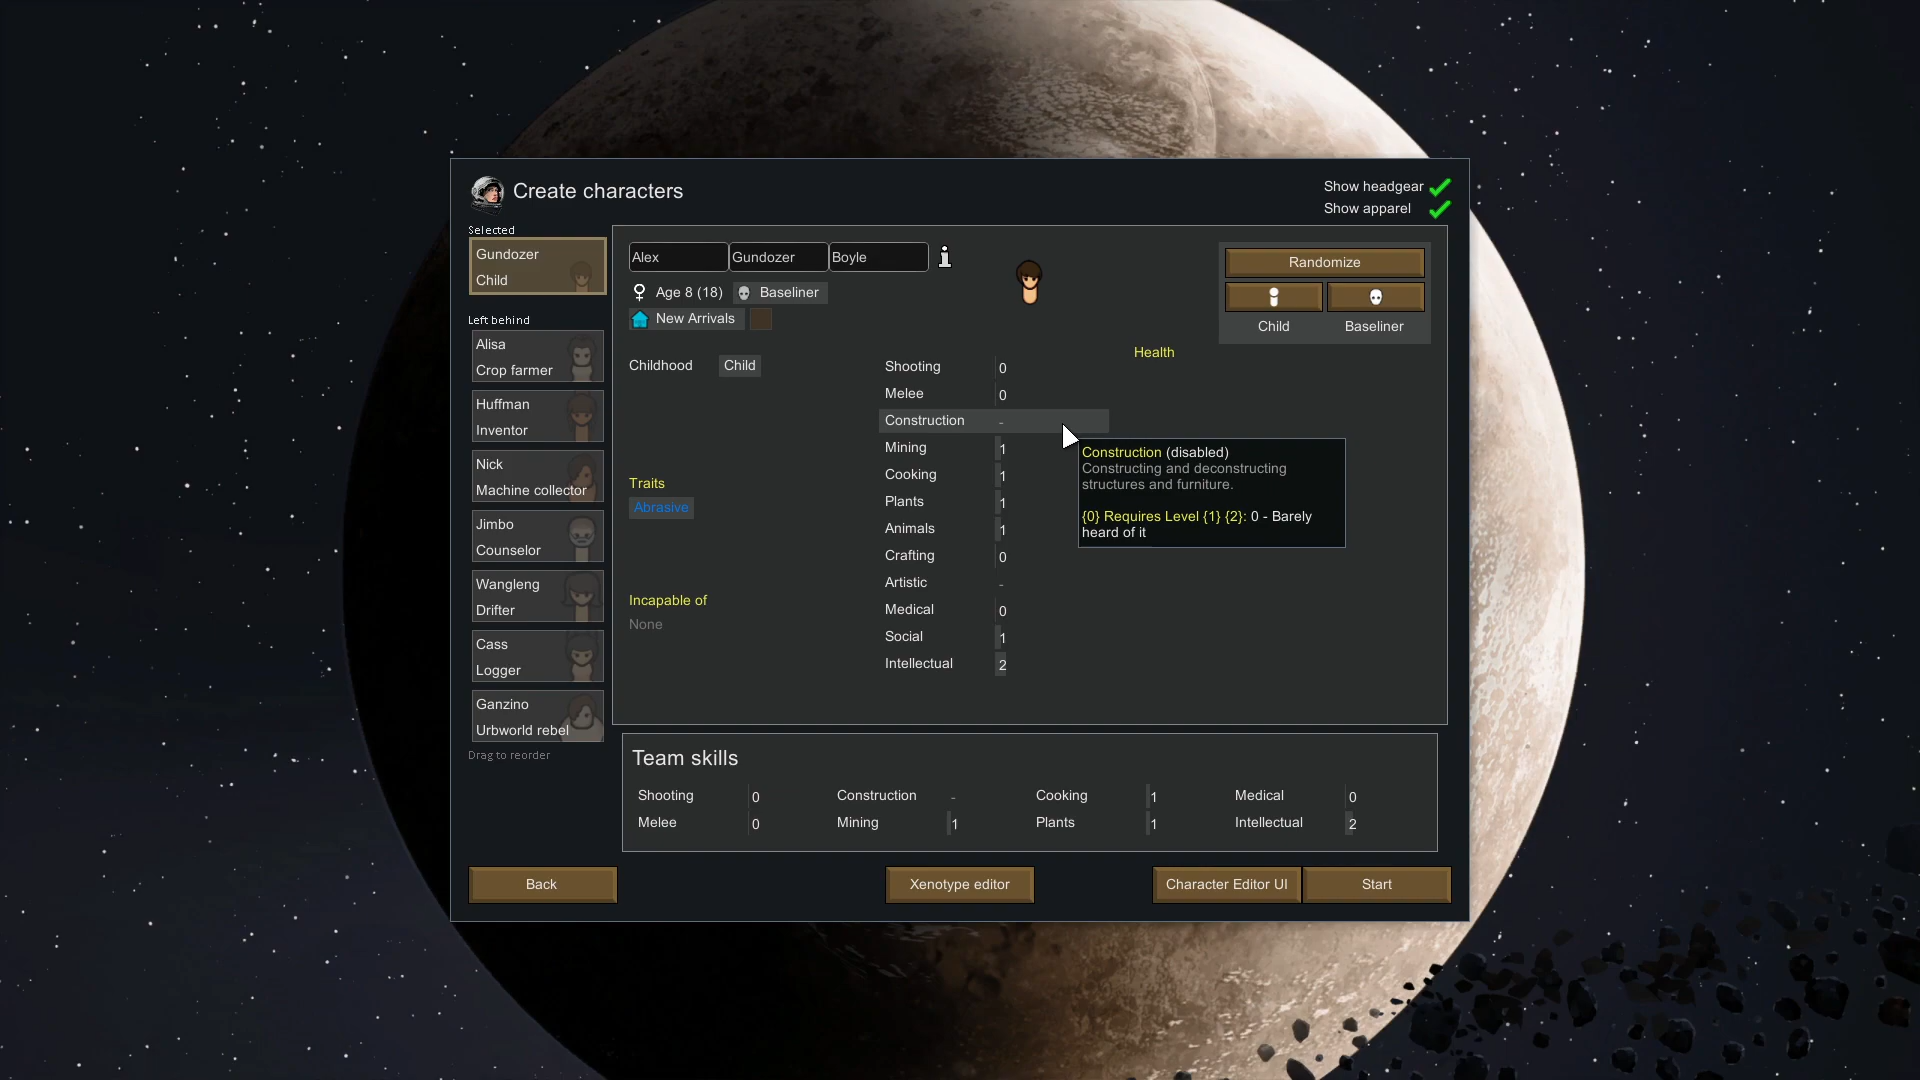 Create characters
Show headgear
Show apparel
Selected
Gundozer
Child
Left behind
Alisa
Crop farmer
Huffman
Inventor
Nick
Machine collector
Jimbo
Counselor
Wangleng
Drifter
Cass
Logger
Ganzino
Urbworld rebel
Drag to reorder
Alex
Gundozer
Boyle
Age 8 (18)
Baseliner
New Arrivals
Childhood Child
Traits
Abrasive
Incapable of
None
Shooting 0
Melee 0
Construction -
Mining 1
Cooking 1
Plants 1
Animals 1
Crafting 0
Artistic -
Medical 0
Social 1
Intellectual 2
Health
Randomize
Child
Baseliner
Construction (disabled)
Constructing and deconstructing
structures and furniture.
{0} Requires Level {1} {2}: 0 - Barely
heard of it
Team skills
Shooting 0 Construction - Cooking 1 Medical 0
Melee 0 Mining 1 Plants 1 Intellectual 2
Back
Xenotype editor
Character Editor UI
Start